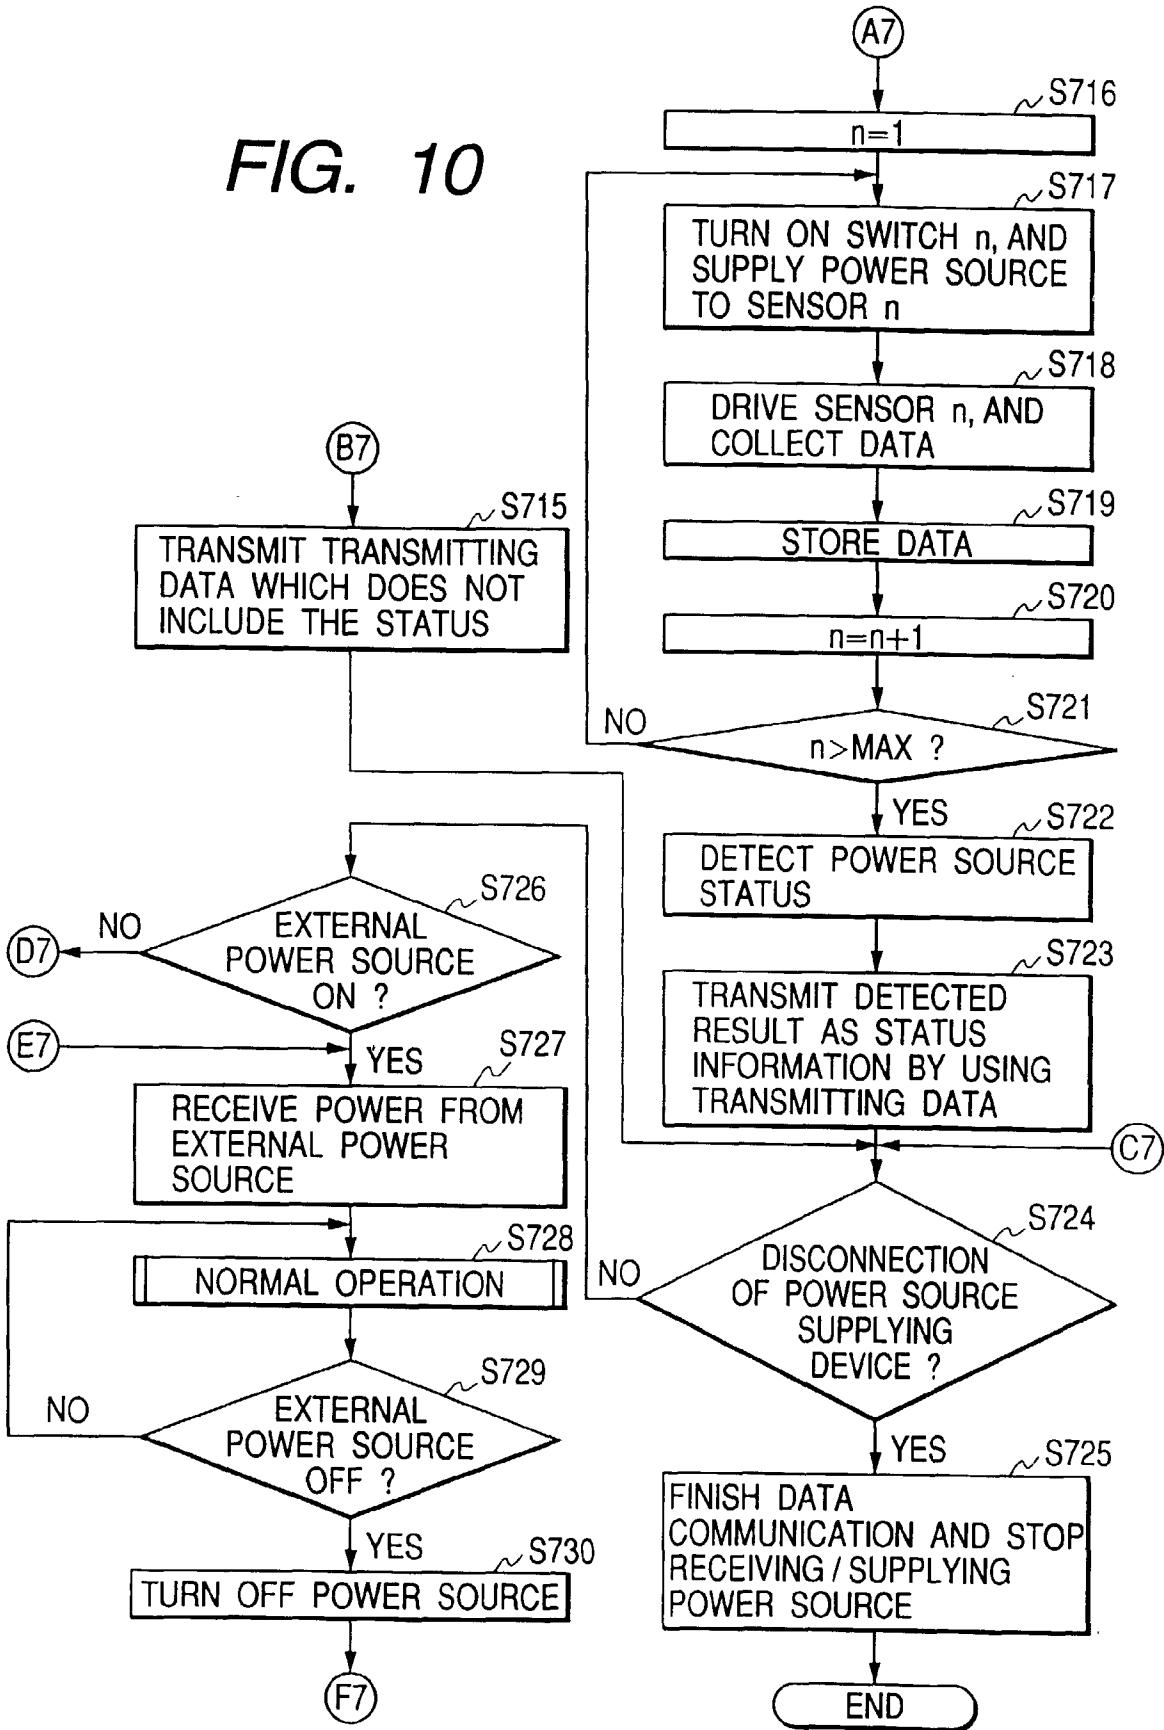 FIG. 10
A7
S716
n=1
S717
TURN ON SWITCH n, AND
SUPPLY POWER SOURCE
TO SENSOR n
S718
DRIVE SENSOR n, AND
COLLECT DATA
S719
STORE DATA
S720
n=n+1
S721
n>MAX ?
NO
YES
S722
DETECT POWER SOURCE
STATUS
S723
TRANSMIT DETECTED
RESULT AS STATUS
INFORMATION BY USING
TRANSMITTING DATA
C7
S724
DISCONNECTION
OF POWER SOURCE
SUPPLYING
DEVICE ?
NO
YES
S725
FINISH DATA
COMMUNICATION AND STOP
RECEIVING / SUPPLYING
POWER SOURCE
END
B7
S715
TRANSMIT TRANSMITTING
DATA WHICH DOES NOT
INCLUDE THE STATUS
S726
EXTERNAL
POWER SOURCE
ON ?
NO
D7
E7
YES
S727
RECEIVE POWER FROM
EXTERNAL POWER
SOURCE
S728
NORMAL OPERATION
S729
EXTERNAL
POWER SOURCE
OFF ?
NO
YES
S730
TURN OFF POWER SOURCE
F7